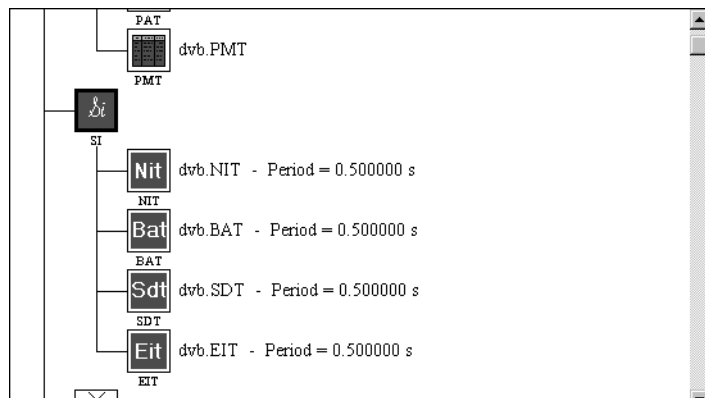 PAT
dvb.PMT
PMT
Si
SI
Nit dvb.NIT - Period = 0.500000 s
NIT
Bat dvb.BAT - Period = 0.500000 s
BAT
Sdt dvb.SDT - Period = 0.500000 s
SDT
Eit dvb.EIT - Period = 0.500000 s
EIT